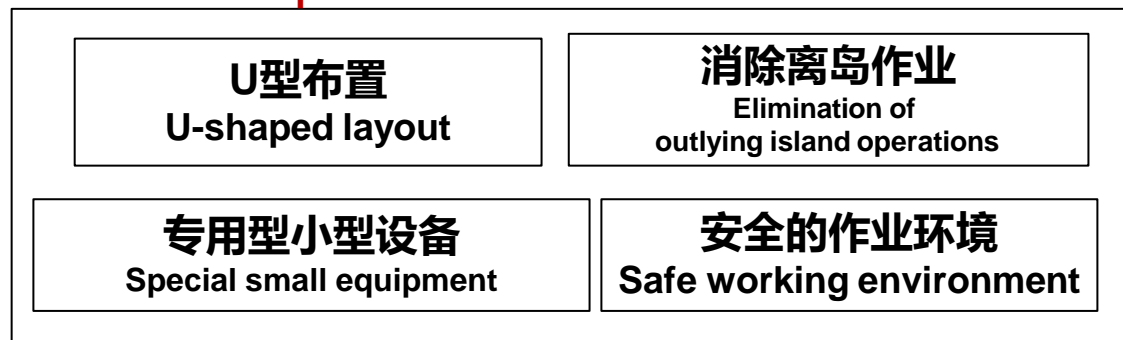 U型布置
U-shaped layout
消除离岛作业
Elimination of
outlying island operations
专用型小型设备
Special small equipment
安全的作业环境
Safe working environment